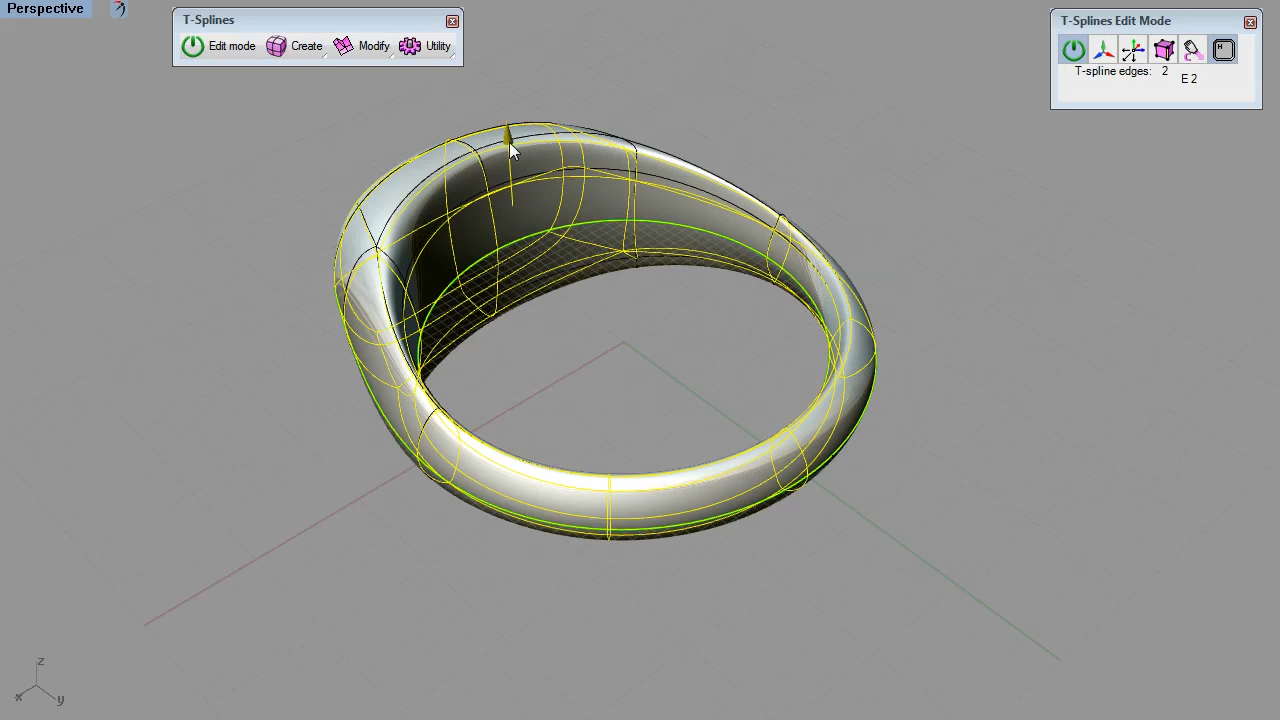 Perspective
T-Splines
Edit mode Create Modify Utility
T-Splines Edit Mode
H
T-spline edges: 2
E 2
z
x
y